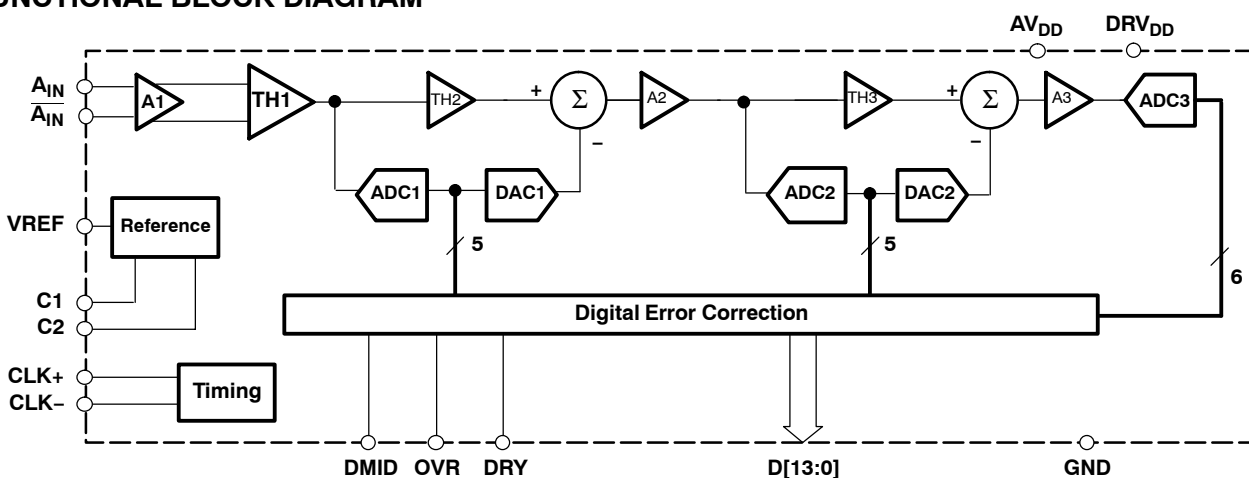 FUNCTIONAL BLOCK DIAGRAM
AVDD DRVDD
AIN
AIN
A1
TH1
TH2
+
Σ
−
A2
TH3
+
Σ
−
A3
ADC3
ADC1
DAC1
ADC2
DAC2
VREF
Reference
5
5
6
C1
C2
Digital Error Correction
CLK+
CLK−
Timing
DMID OVR DRY D[13:0] GND